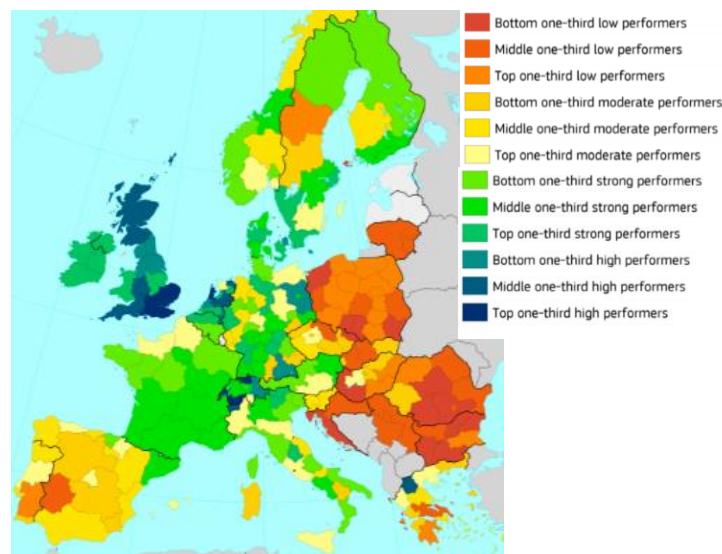 Bottom one-third low performers
Middle one-third low performers
Top one-third low performers
Bottom one-third moderate performers
Middle one-third moderate performers
Top one-third moderate performers
Bottom one-third strong performers
Middle one-third strong performers
Top one-third strong performers
Bottom one-third high performers
Middle one-third high performers
Top one-third high performers